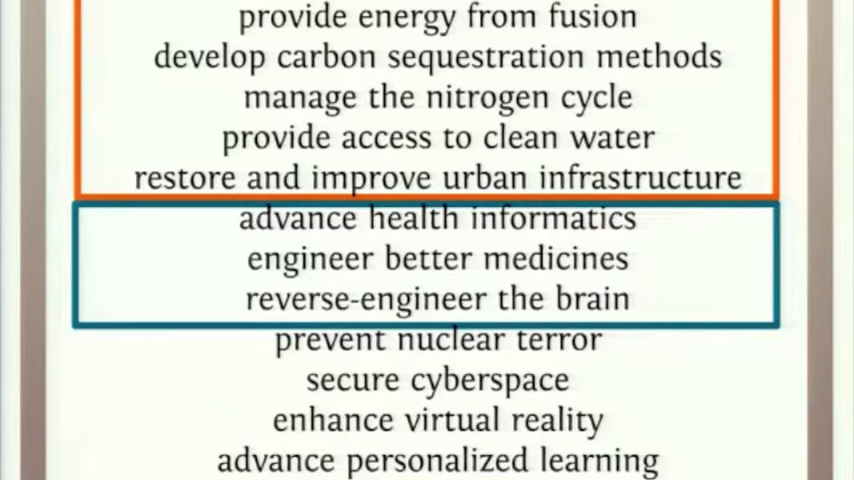 provide energy from fusion
develop carbon sequestration methods
manage the nitrogen cycle
provide access to clean water
restore and improve urban infrastructure
advance health informatics
engineer better medicines
reverse-engineer the brain
prevent nuclear terror
secure cyberspace
enhance virtual reality
advance personalized learning